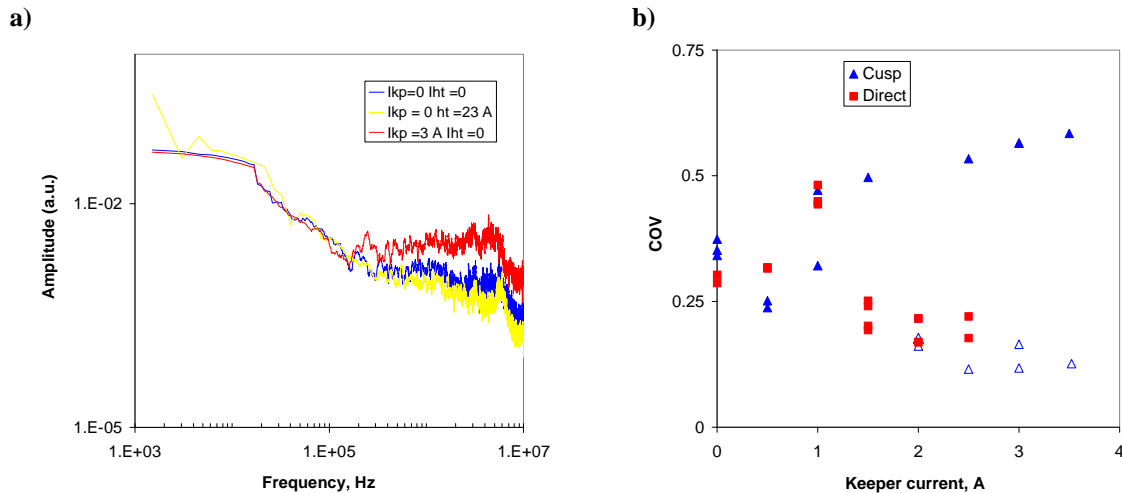 a)
Amplitude (a.u.)
1.E-02
1.E-05
1.E+03
1.E+05
1.E+07
Frequency, Hz
Ikp=0 Iht =0
Ikp = 0 ht =23 A
Ikp =3 A Iht =0
b)
COV
0.75
0.5
0.25
0
0
1
2
3
4
Keeper current, A
Cusp
Direct